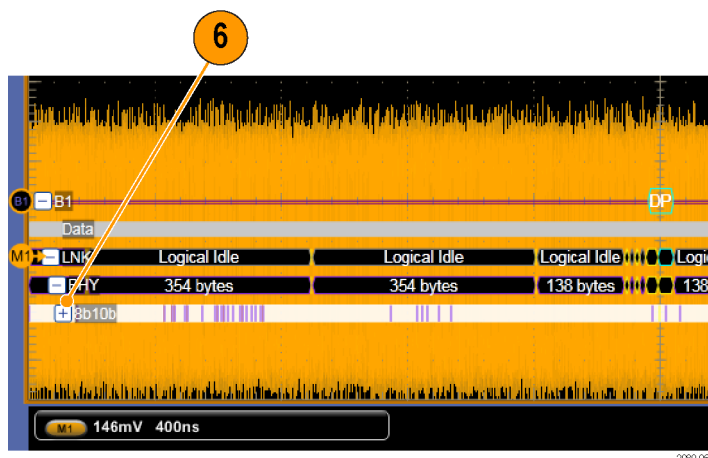 6
B1 B1 DP
Data
M1 LNK Logical Idle Logical Idle Logical Idle Logi
PHY 354 bytes 354 bytes 138 bytes 138
8b10b
M1 146mV 400ns